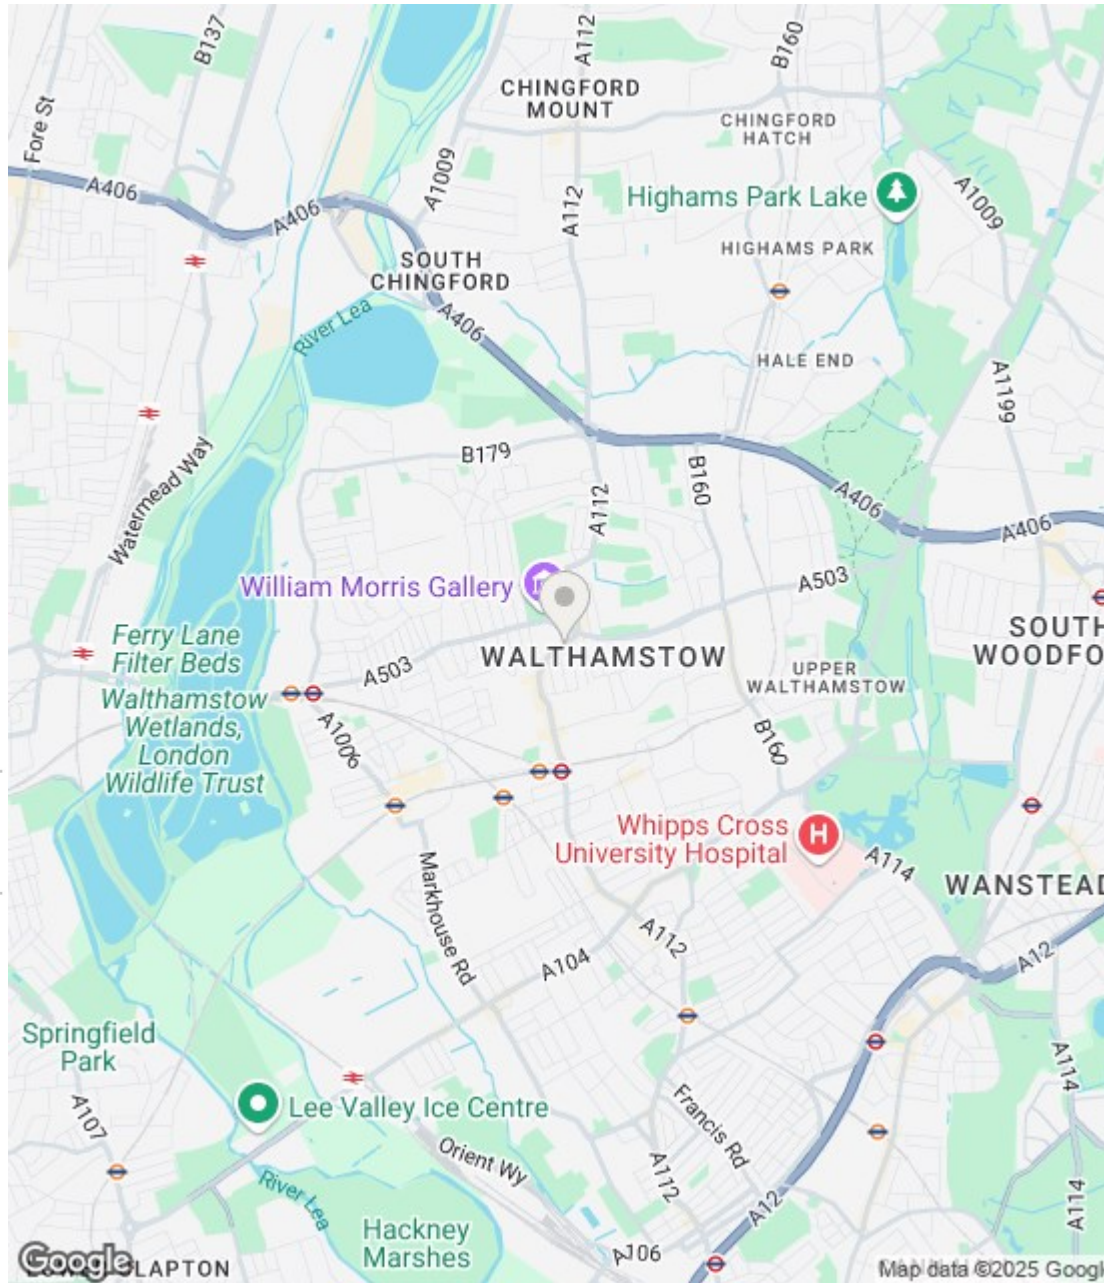 B137
A112
B160
CHINGFORD
MOUNT
CHINGFORD
HATCH
Fore St
A1009
A406
A406
A112
Highams Park Lake
A1009
HIGHAMS PARK
SOUTH
CHINGFORD
River Lea
A406
HALE END
A1199
B179
B160
Watermead Way
A112
A406
A406
William Morris Gallery
A503
Ferry Lane
Filter Beds
WALTHAMSTOW
SOUTH
WOODFO
A503
UPPER
WALTHAMSTOW
Walthamstow
Wetlands,
London
Wildlife Trust
A1006
B160
Whipps Cross
University Hospital
H
A114
Markhouse Rd
WANSTEAD
A112
A104
A12
Springfield
Park
A107
Lee Valley Ice Centre
A114
Francis Rd
Orient Wy
A112
River Lea
A12
A114
Hackney
Marshes
A106
Google
CLAPTON
Map data ©2025 Google